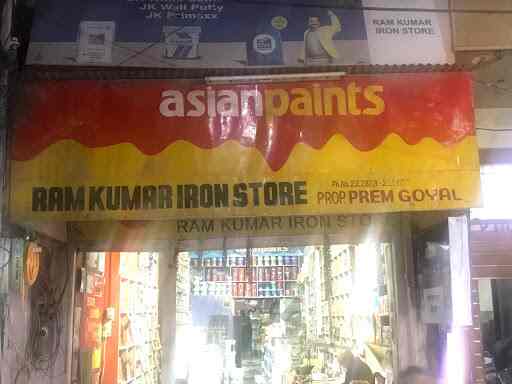 JK Wall Putty
JK Primaxx
RAM KUMAR
IRON STORE
asianpaints
RAM KUMAR IRON STORE
PROP. PREM GOYAL
RAM KUMAR IRON